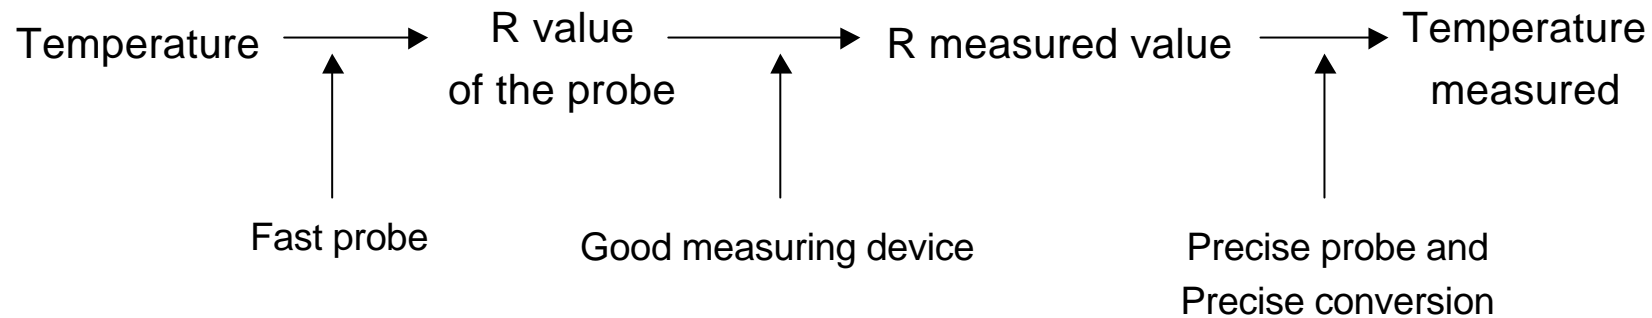 Temperature
R value
of the probe
R measured value
Temperature
measured
Fast probe
Good measuring device
Precise probe and
Precise conversion